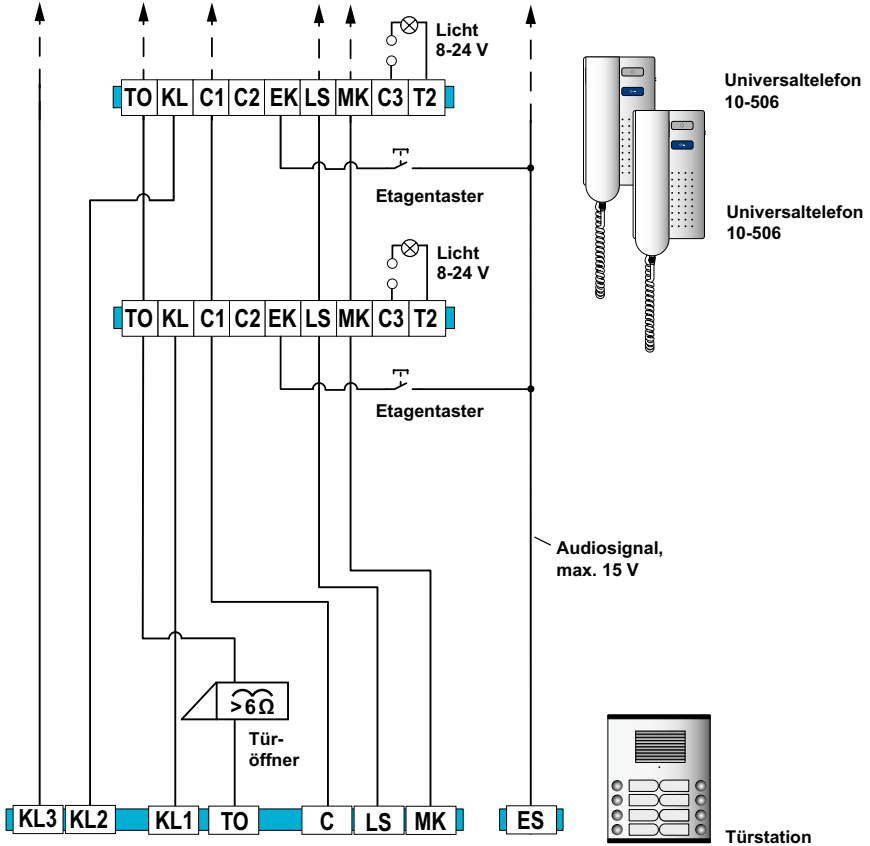 Licht
8-24 V
TO KL C1 C2 EK LS MK C3 T2
Etagentaster
Universaltelefon
10-506
Universaltelefon
10-506
Licht
8-24 V
TO KL C1 C2 EK LS MK C3 T2
Etagentaster
Audiosignal,
max. 15 V
>6Ω
Tür-
öffner
KL3 KL2 KL1 TO C LS MK ES
Türstation